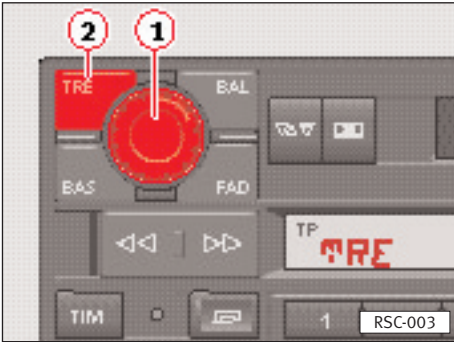 2 1
TRE BAL
BAS FAD
TP
TRE
TIM
1
RSC-003